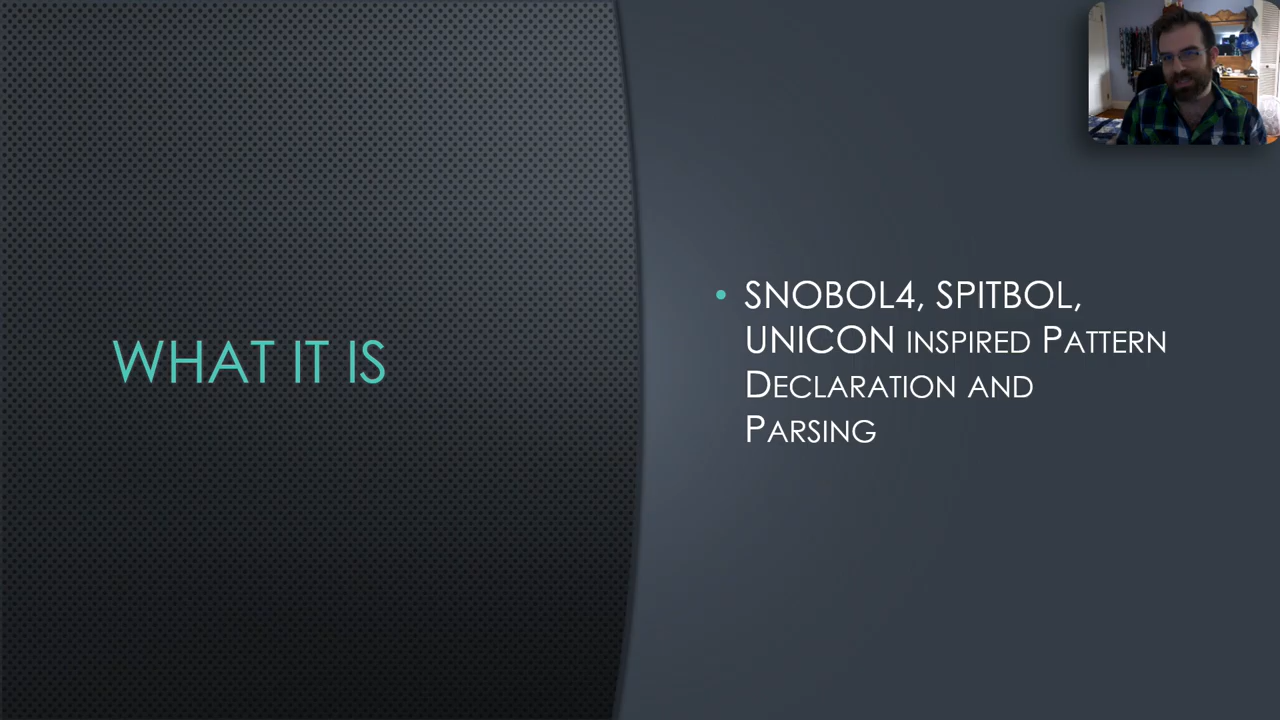 WHAT IT IS
• SNOBOL4, SPITBOL,
UNICON INSPIRED PATTERN
DECLARATION AND
PARSING